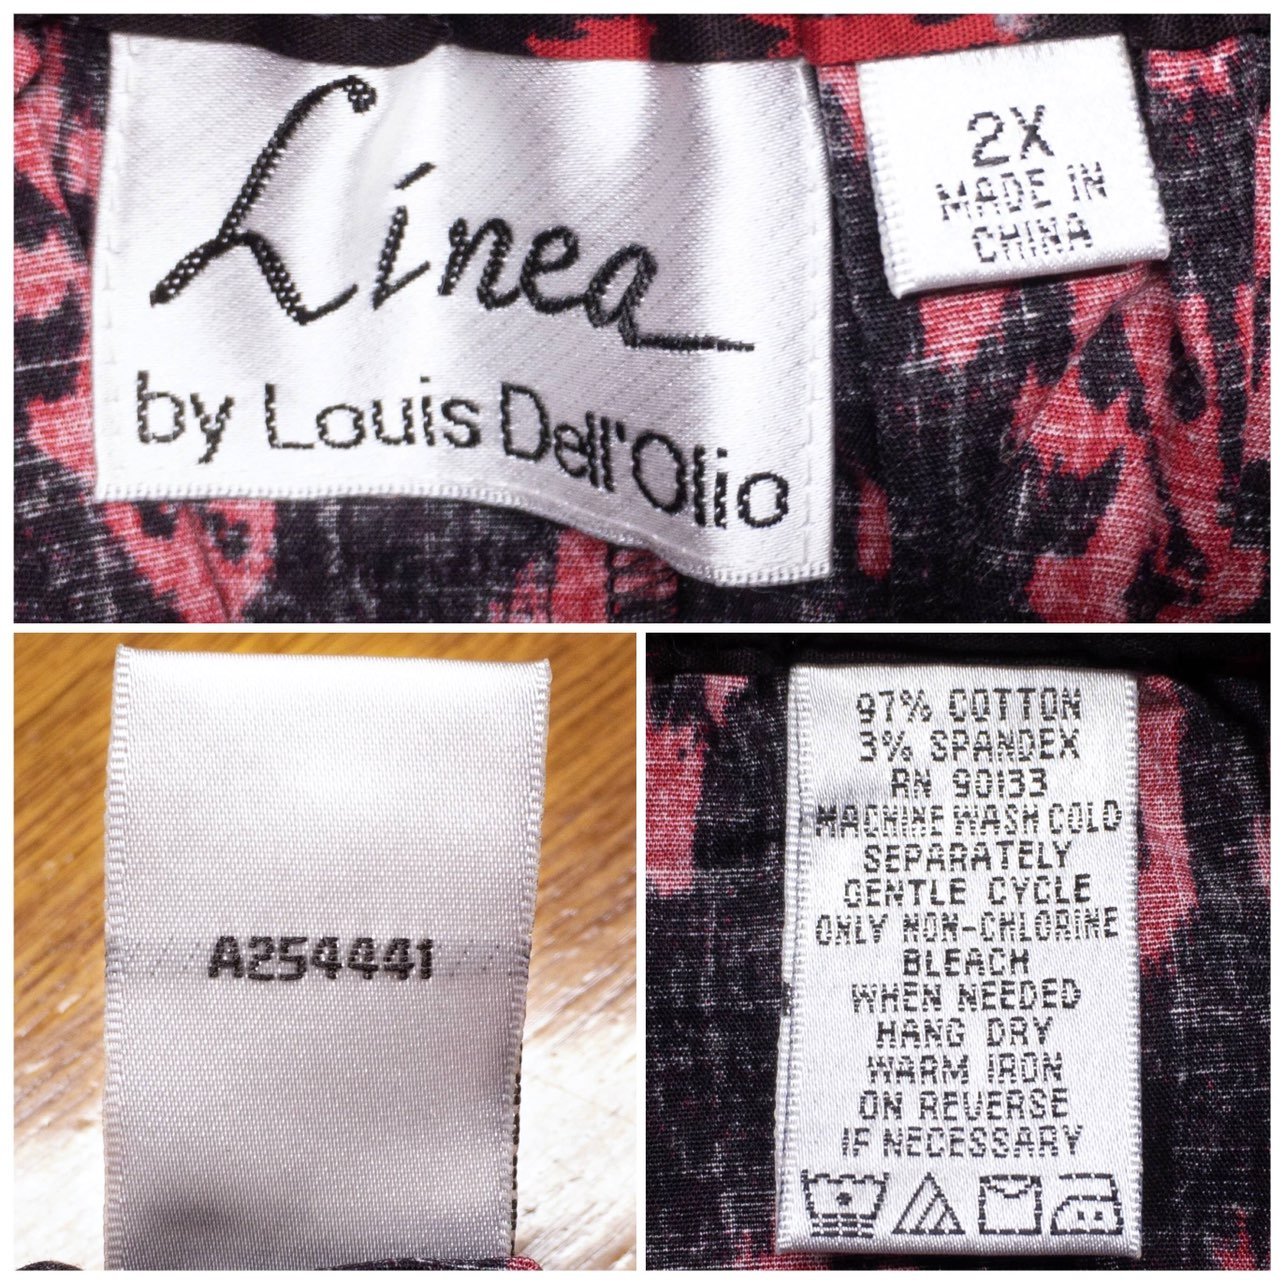 Linea
by Louis Dell'Olio
2X
MADE IN
CHINA
A254441
97% COTTON
3% SPANDEX
RN 90133
MACHINE WASH COLD
SEPARATELY
GENTLE CYCLE
ONLY NON-CHLORINE
BLEACH
WHEN NEEDED
HANG DRY
WARM IRON
ON REVERSE
IF NECESSARY